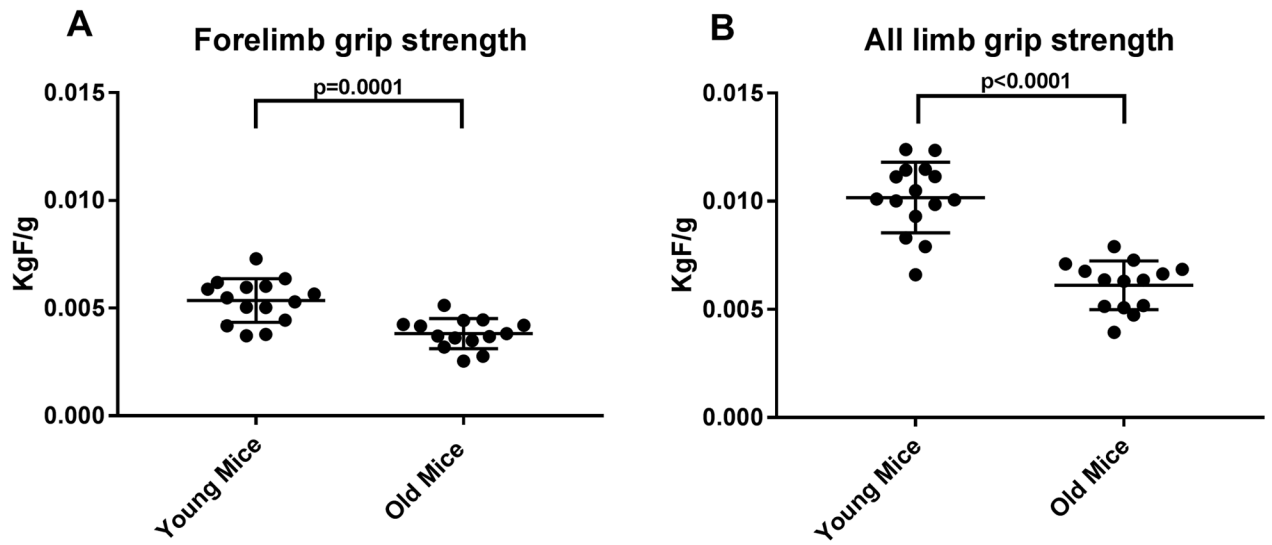 A
Forelimb grip strength
p=0.0001
0.015
0.010
0.005
0.000
KgF/g
Young Mice
Old Mice
B
All limb grip strength
p<0.0001
0.015
0.010
0.005
0.000
KgF/g
Young Mice
Old Mice